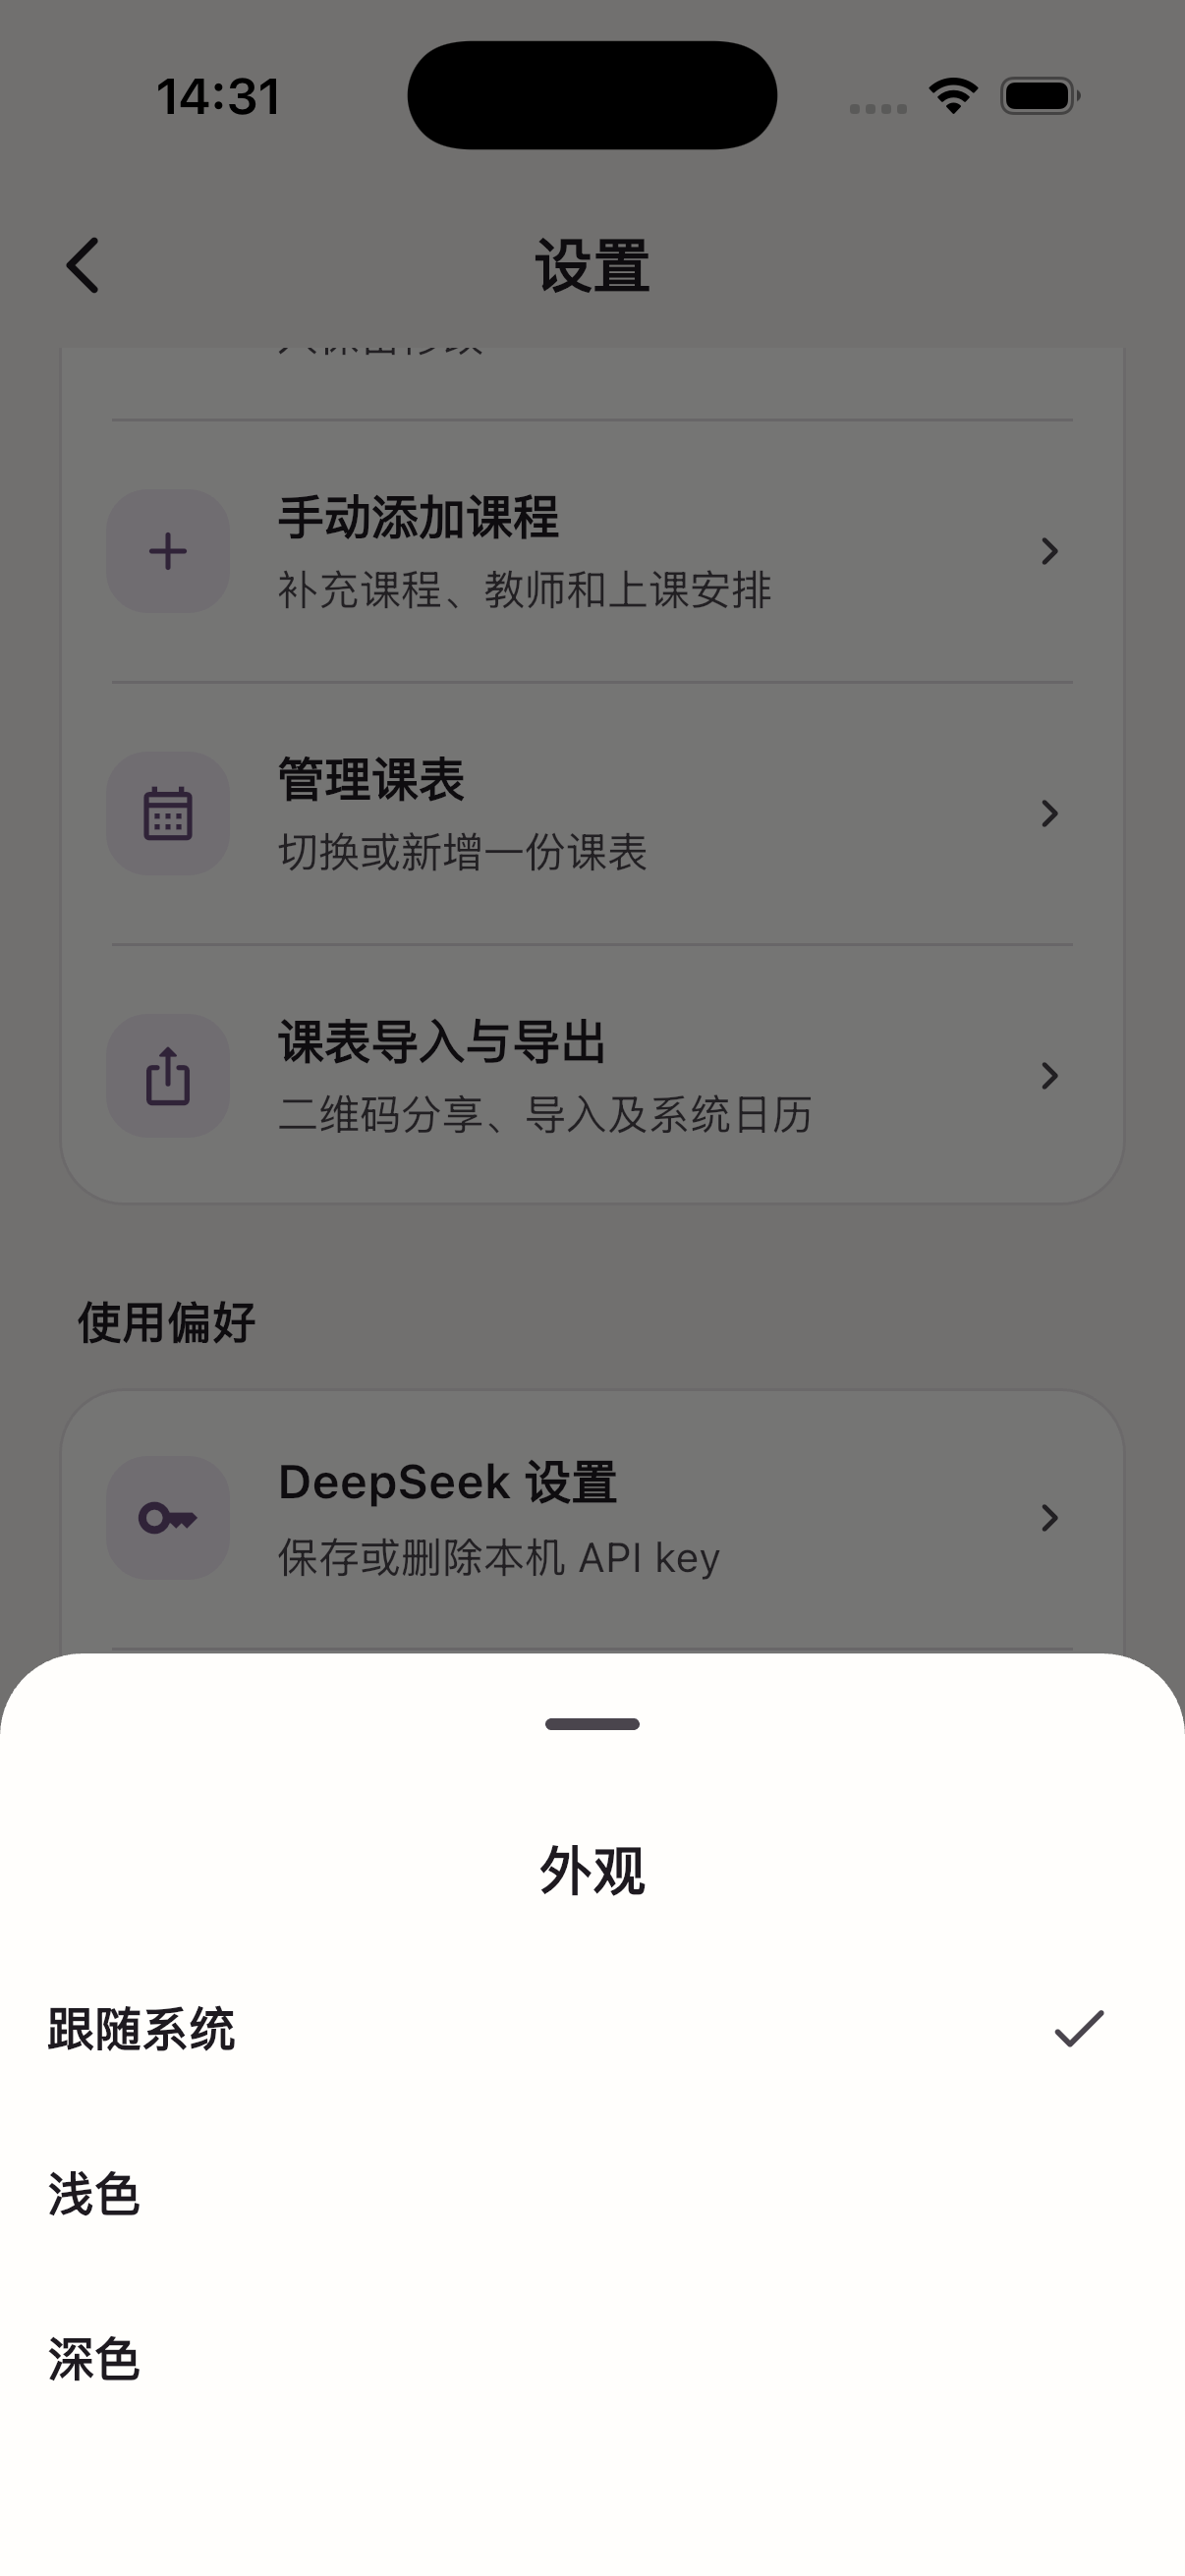 14:31
设置
手动添加课程
补充课程、教师和上课安排
管理课表
切换或新增一份课表
课表导入与导出
二维码分享、导入及系统日历
使用偏好
DeepSeek 设置
保存或删除本机 API key
外观
跟随系统
浅色
深色